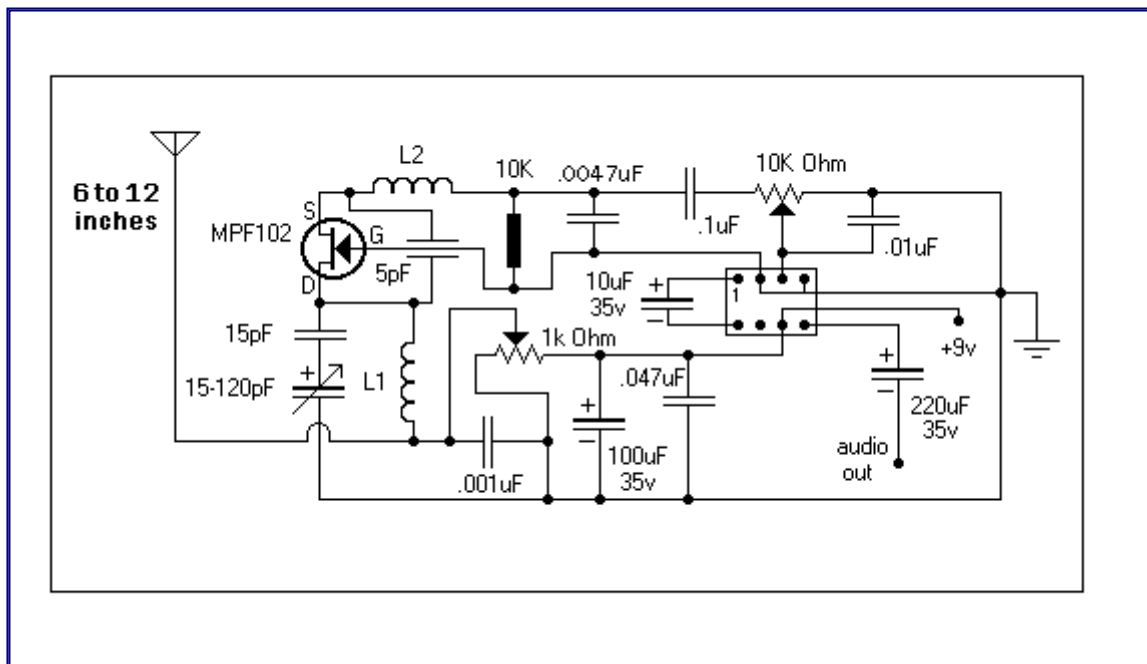 L2
10K
.0047uF
10K Ohm
6 to 12
inches
S
MPF102
G
5pF
D
.1uF
.01uF
10uF
35v
1
15pF
1k Ohm
+9v
15-120pF
L1
.047uF
220uF
35v
audio
out
100uF
35v
.001uF